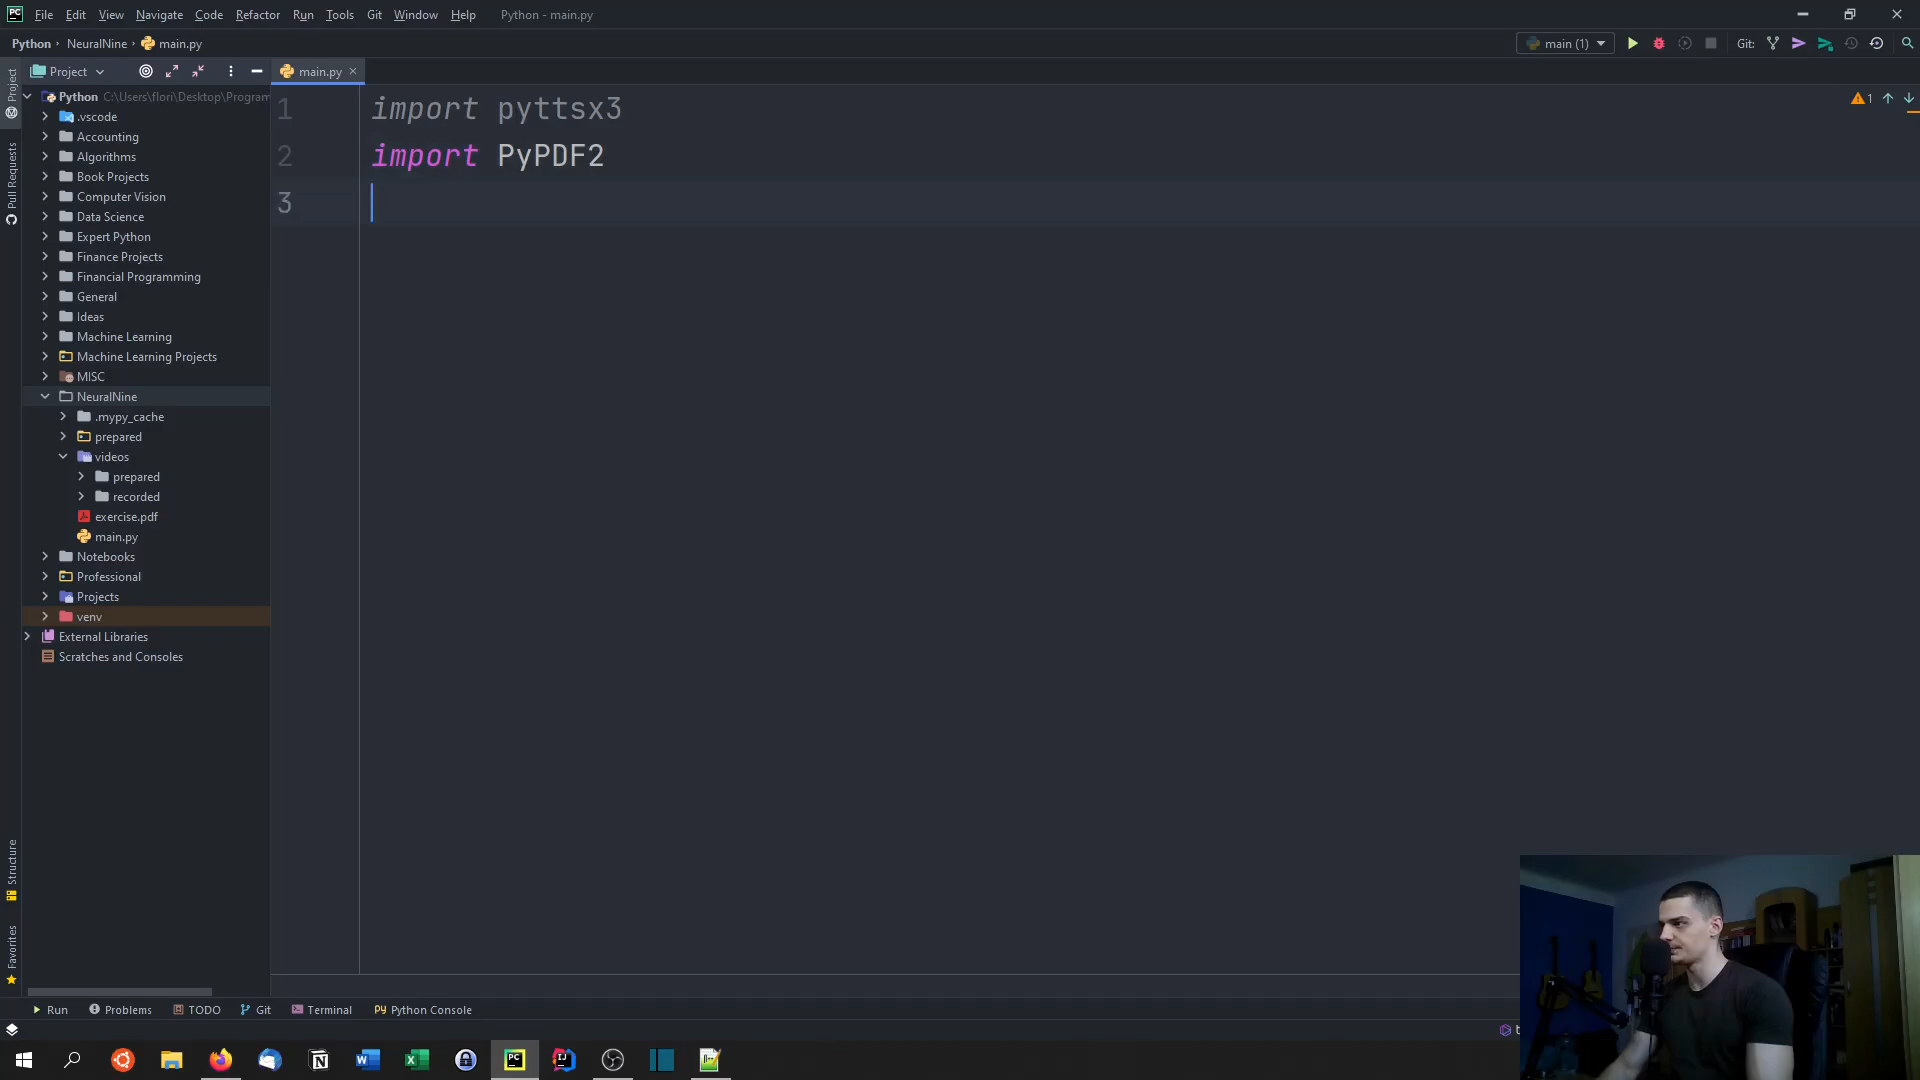 File Edit View Navigate Code Refactor Run Tools Git Window Help Python - main.py
Python NeuralNine main.py main (1) Git:
Project main.py
Project
Pull Requests
Structure
Favorites
Python C:\Users\flori\Desktop\Program
.vscode
Accounting
Algorithms
Book Projects
Computer Vision
Data Science
Expert Python
Finance Projects
Financial Programming
General
Ideas
Machine Learning
Machine Learning Projects
MISC
NeuralNine
.mypy_cache
prepared
videos
prepared
recorded
exercise.pdf
main.py
Notebooks
Professional
Projects
venv
External Libraries
Scratches and Consoles
1 import pyttsx3
2 import PyPDF2
3
1
Run Problems TODO Git Terminal Python Console